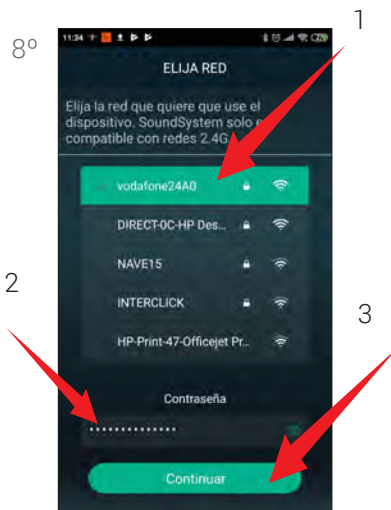 1
8º
11:34
ELIJA RED
Elija la red que quiere que use el
dispositivo. SoundSystem solo e
compatible con redes 2.4G
vodafone24A0
DIRECT-0C-HP Des...
NAVE15
INTERCLICK
HP-Print-47-Officejet Pr...
2
3
Contraseña
••••••••••••••
Continuar